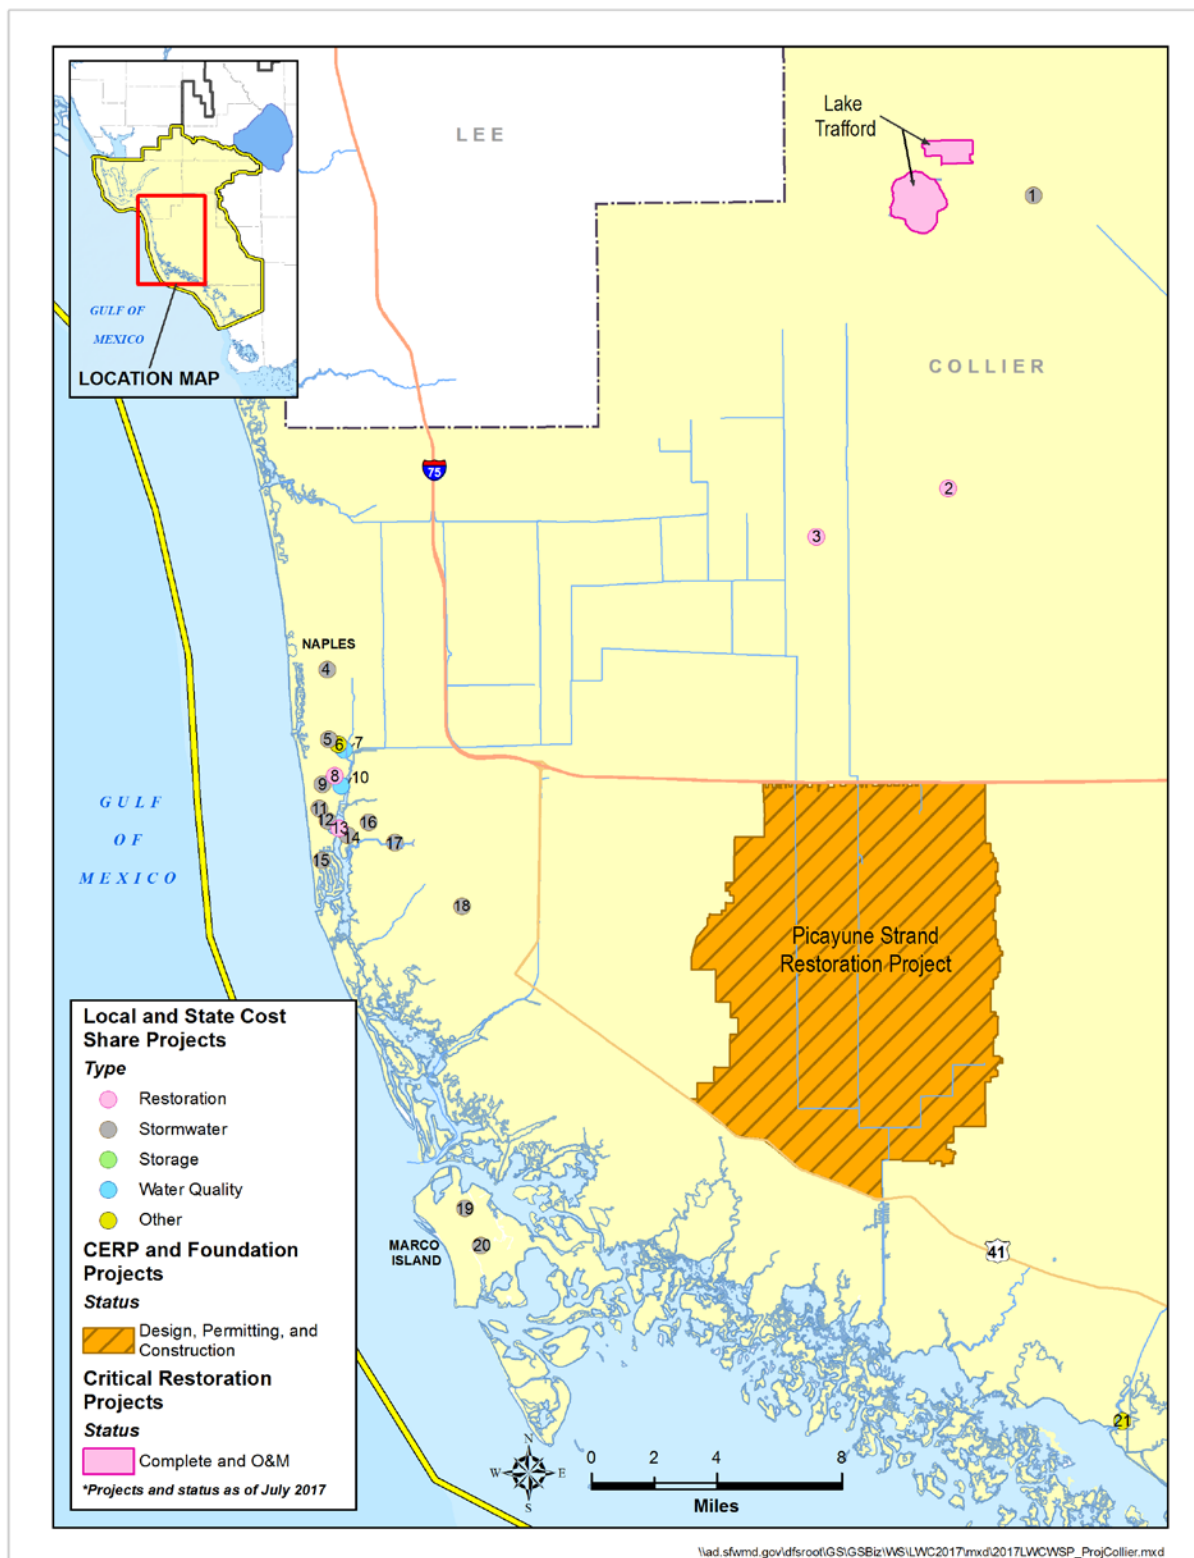 LEE
Lake
Trafford
1
GULF OF
MEXICO
LOCATION MAP
COLLIER
75
2
3
NAPLES
4
5
6
7
8
9
10
11
12
13
14
16
17
15
GULF
OF
MEXICO
18
Picayune Strand
Restoration Project
Local and State Cost
Share Projects
Type
Restoration
Stormwater
Storage
Water Quality
Other
CERP and Foundation
Projects
Status
Design, Permitting, and
Construction
Critical Restoration
Projects
Status
Complete and O&M
*Projects and status as of July 2017
19
MARCO
ISLAND
20
41
21
N
W
E
S
0 2 4 8
Miles
\\ad.sfwmd.gov\dfsroot\GS\GSBiz\WS\LWC2017\mxd\2017LWCWSP_ProjCollier.mxd